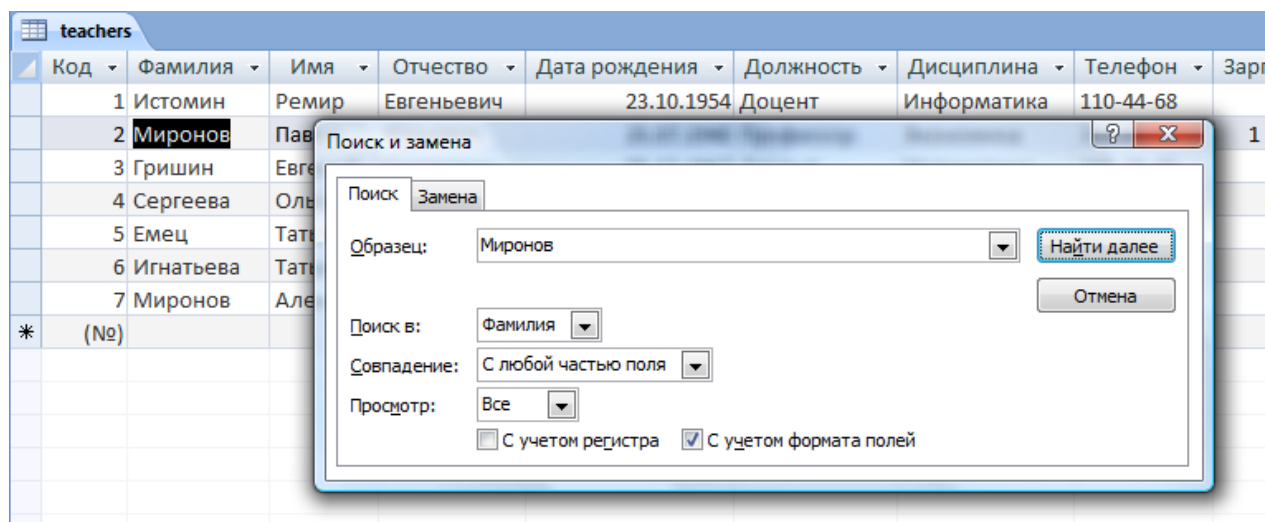 teachers
Код Фамилия Имя Отчество Дата рождения Должность Дисциплина Телефон
1 Истомин Ремир Евгеньевич 23.10.1954 Доцент Информатика 110-44-68
2 Миронов 1
Поиск и замена
3 Гришин
4 Сергеева
5 Емец
6 Игнатьева
7 Миронов
(№)
Поиск Замена
Образец: Миронов Найти далее
Отмена
Поиск в: Фамилия
Совпадение: С любой частью поля
Просмотр: Все
С учетом регистра С учетом формата полей